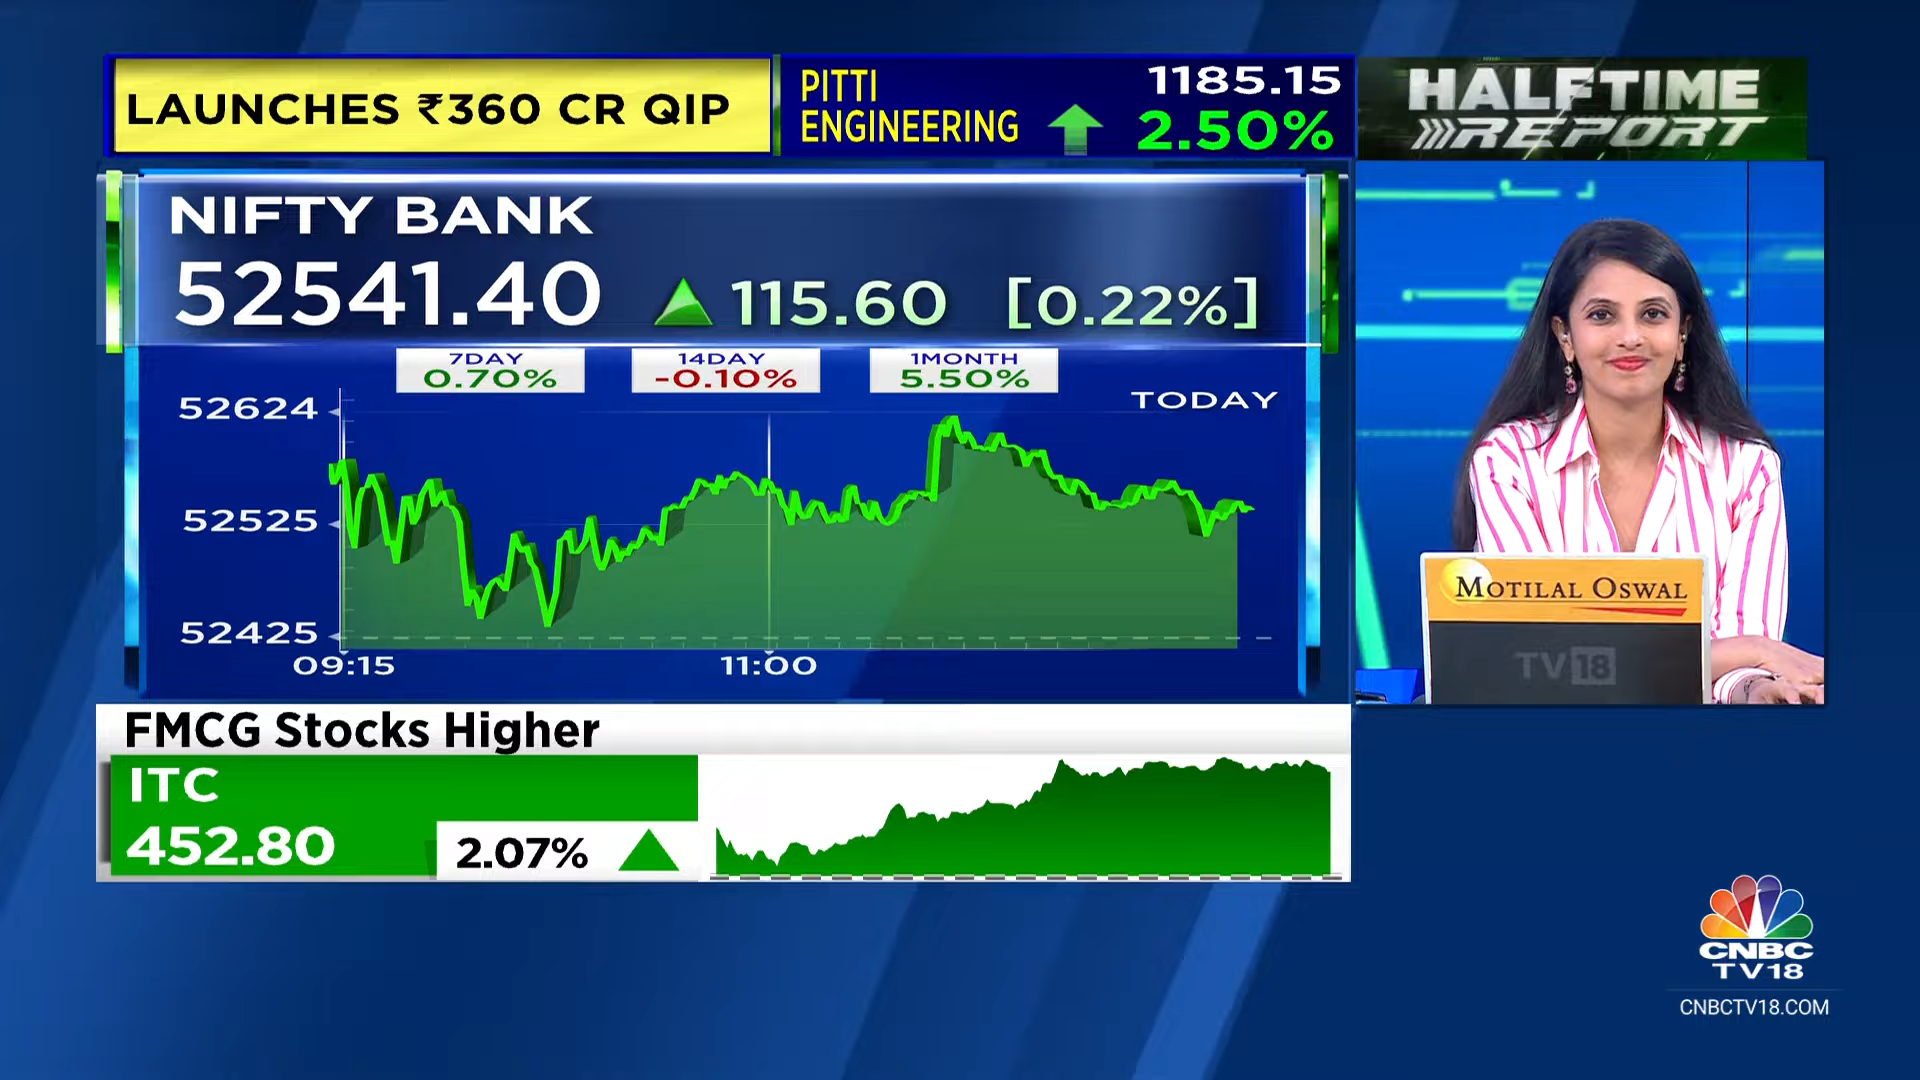 LAUNCHES ₹360 CR QIP
PITTI
ENGINEERING
1185.15
2.50%
HALFTIME
REPORT
NIFTY BANK
52541.40
115.60
[0.22%]
7DAY
0.70%
14DAY
-0.10%
1MONTH
5.50%
TODAY
52624
52525
52425
09:15
11:00
MOTILAL OSWAL
TV18
FMCG Stocks Higher
ITC
452.80
2.07%
CNBC
TV18
CNBCTV18.COM